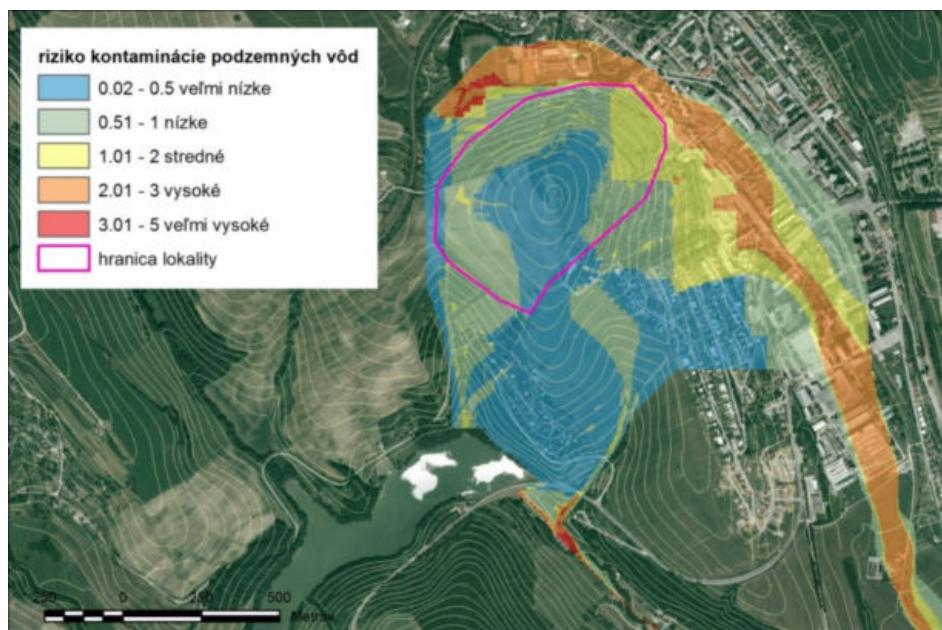 riziko kontaminácie podzemných vôd
0.02 - 0.5 veľmi nízke
0.51 - 1 nízke
1.01 - 2 stredné
2.01 - 3 vysoké
3.01 - 5 veľmi vysoké
hranica lokality
250 0 250 500
Metros